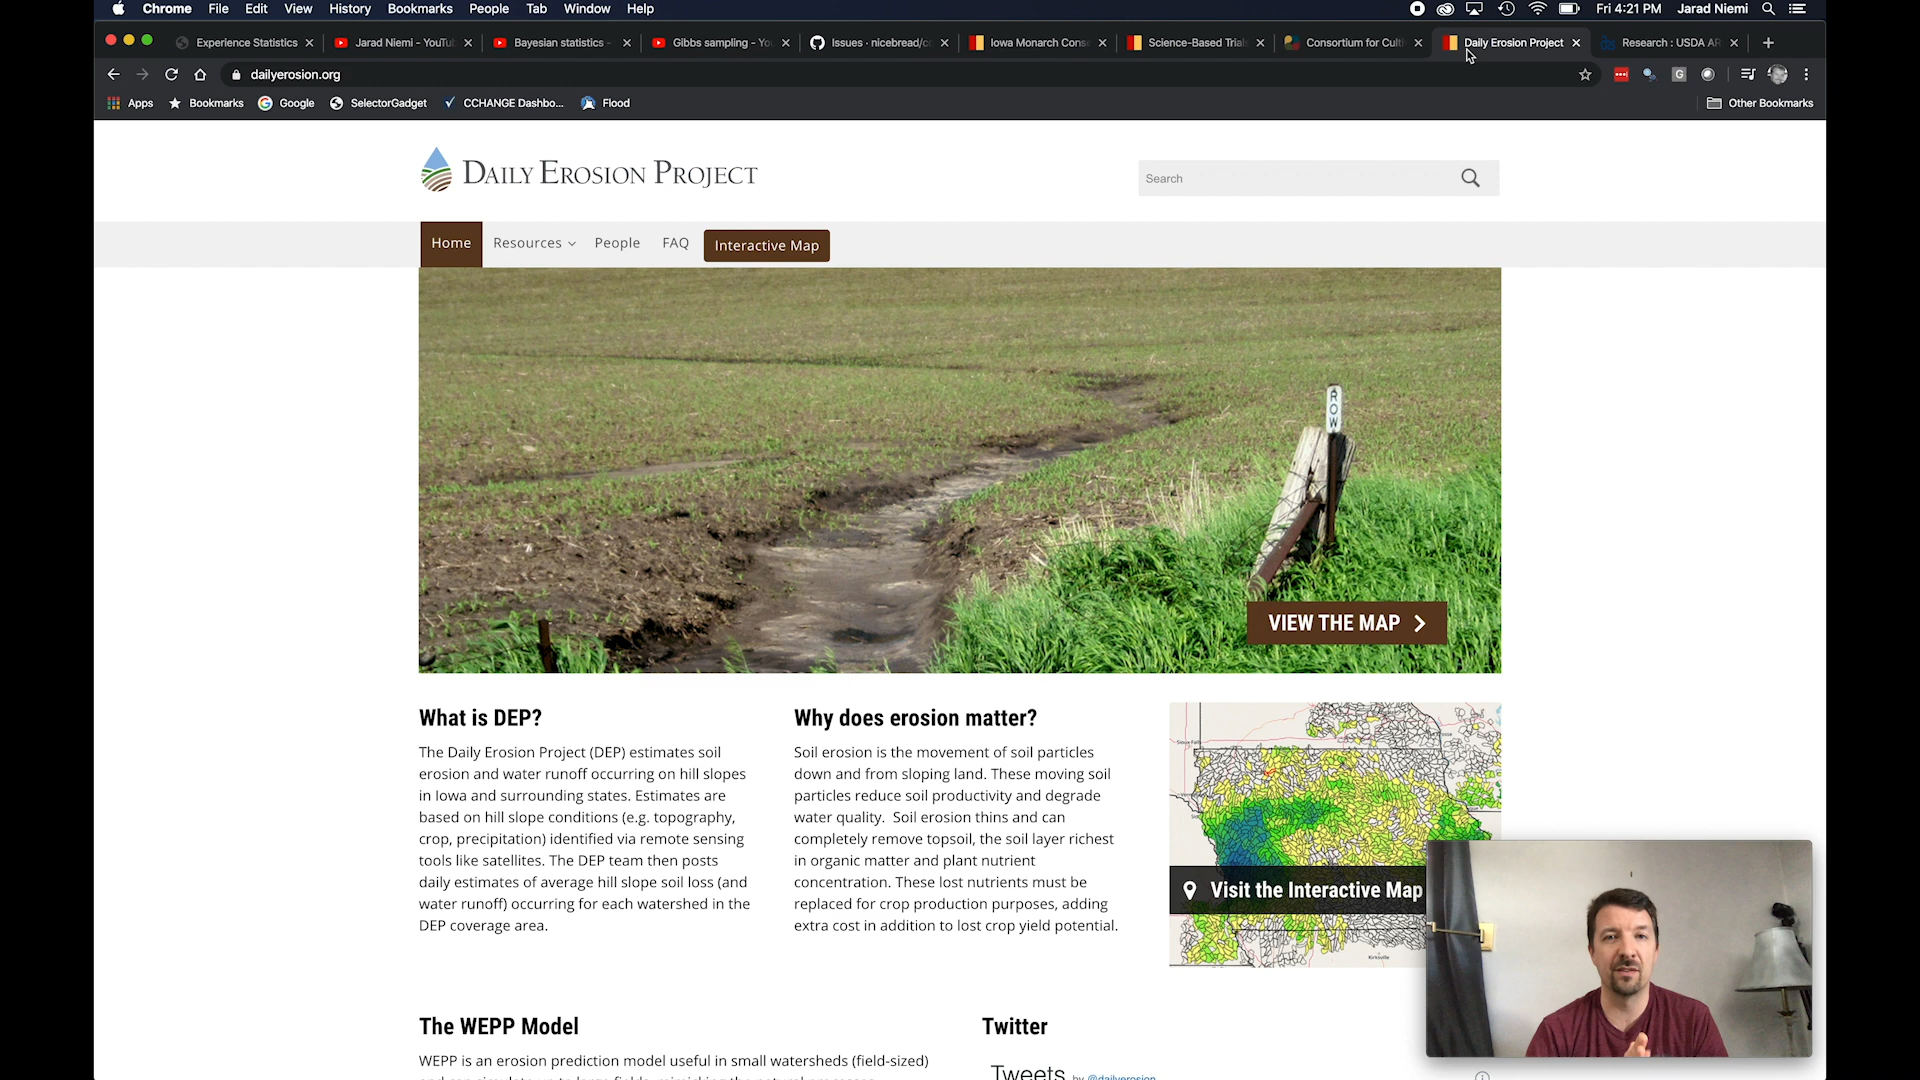 Chrome File Edit View History Bookmarks People Tab Window Help Fri 4:21 PM Jarad Niemi
Experience Statistics Jarad Niemi - YouTu Bayesian statistics - Gibbs sampling - Yo Issues · nicebread/c Iowa Monarch Conse Science-Based Trial Consortium for Culti Daily Erosion Project Research : USDA AR
dailyerosion.org
Apps Bookmarks Google SelectorGadget CCHANGE Dashbo... Flood Other Bookmarks
DAILY EROSION PROJECT
Search
Home Resources People FAQ Interactive Map
ROW
VIEW THE MAP
What is DEP?
The Daily Erosion Project (DEP) estimates soil
erosion and water runoff occurring on hill slopes
in Iowa and surrounding states. Estimates are
based on hill slope conditions (e.g. topography,
crop, precipitation) identified via remote sensing
tools like satellites. The DEP team then posts
daily estimates of average hill slope soil loss (and
water runoff) occurring for each watershed in the
DEP coverage area.
Why does erosion matter?
Soil erosion is the movement of soil particles
down and from sloping land. These moving soil
particles reduce soil productivity and degrade
water quality. Soil erosion thins and can
completely remove topsoil, the soil layer richest
in organic matter and plant nutrient
concentration. These lost nutrients must be
replaced for crop production purposes, adding
extra cost in addition to lost crop yield potential.
Visit the Interactive Map
Kirksville
The WEPP Model
WEPP is an erosion prediction model useful in small watersheds (field-sized)
Twitter
Tweets by @dailyerosion